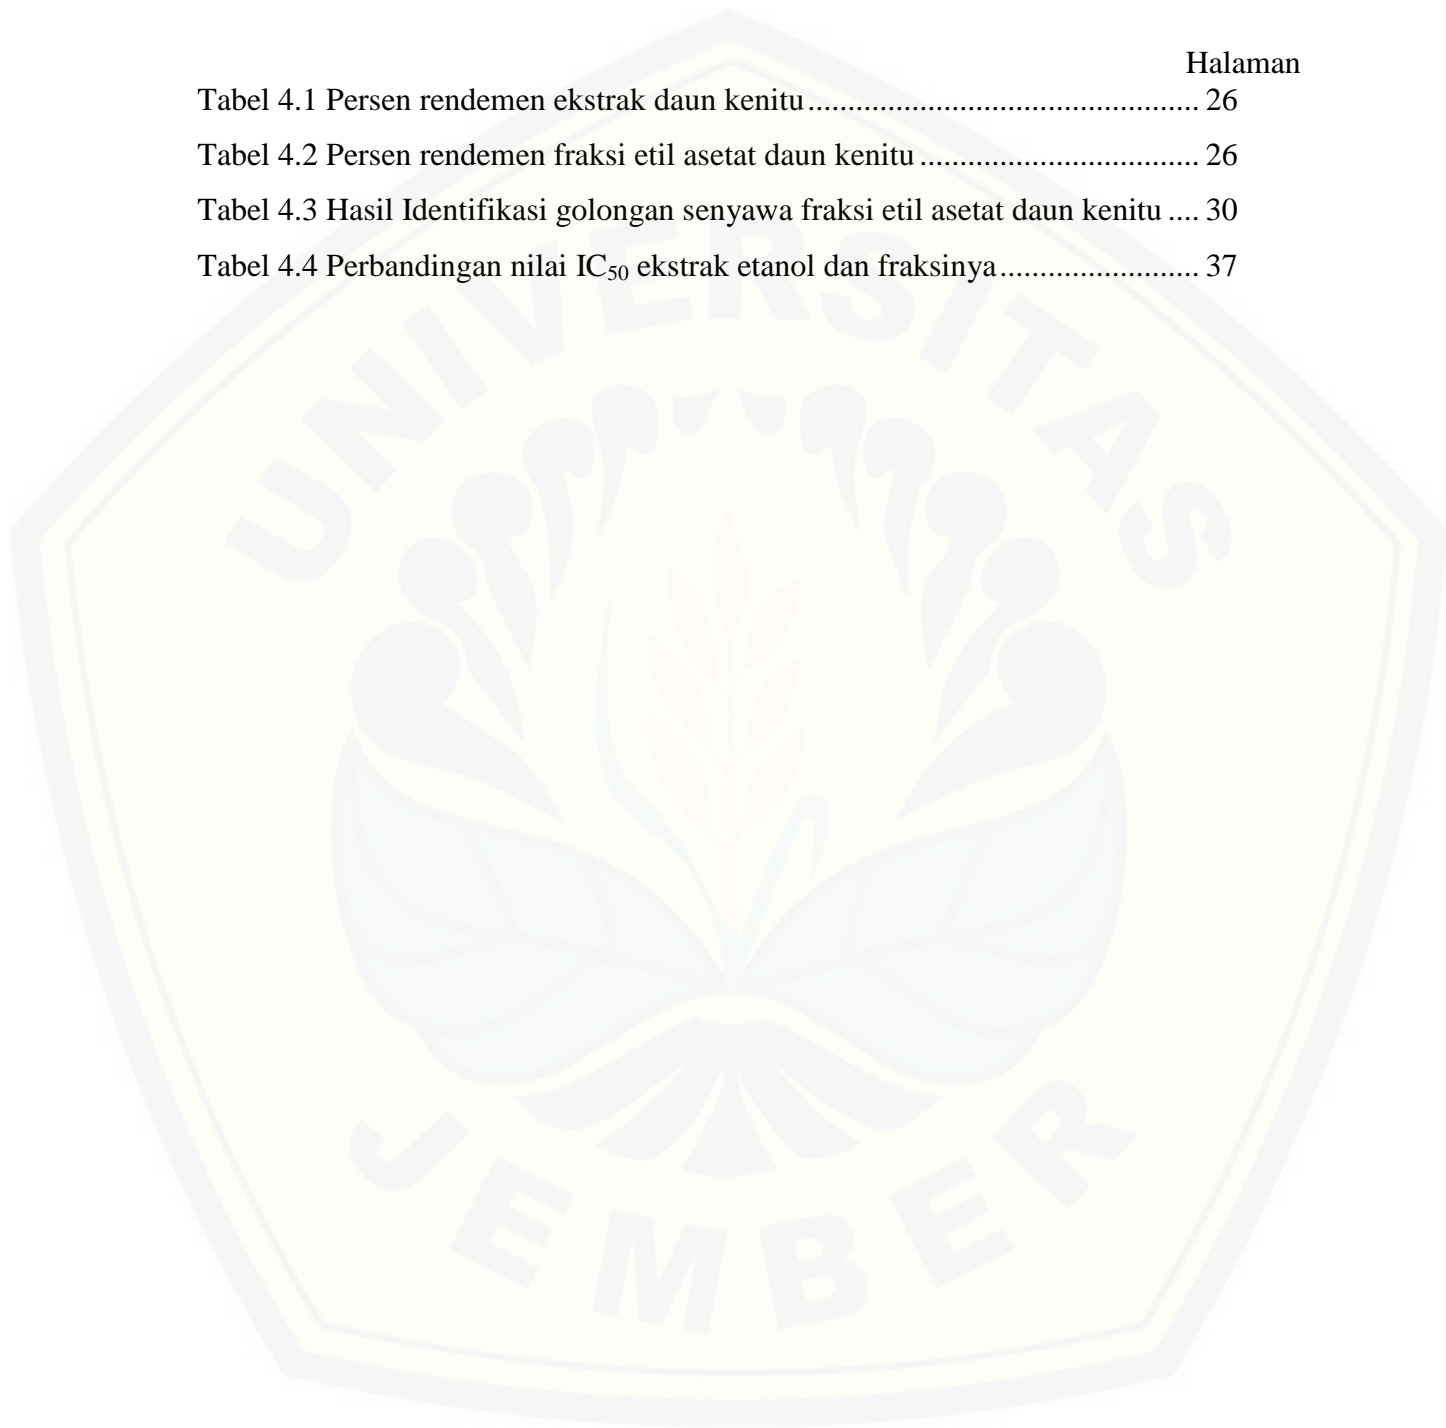 Halaman
Tabel 4.1 Persen rendemen ekstrak daun kenitu................................................. 26
Tabel 4.2 Persen rendemen fraksi etil asetat daun kenitu................................... 26
Tabel 4.3 Hasil Identifikasi golongan senyawa fraksi etil asetat daun kenitu.... 30
Tabel 4.4 Perbandingan nilai IC₅₀ ekstrak etanol dan fraksinya......................... 37
UNIVERSITAS
JEMBER